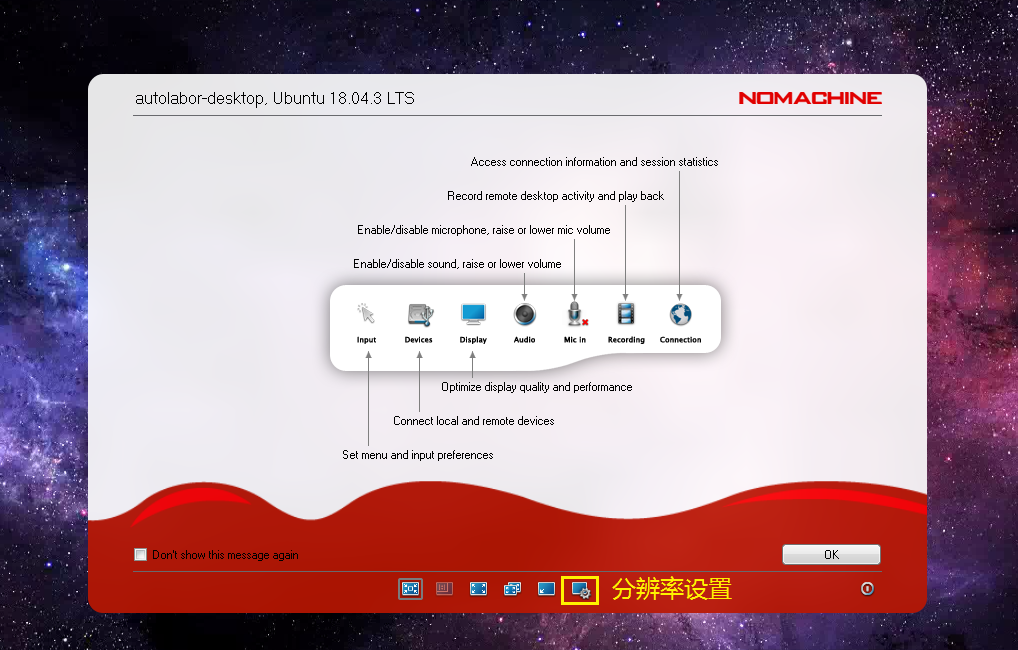 autolabor-desktop, Ubuntu 18.04.3 LTS
NOMACHINE
Access connection information and session statistics
Record remote desktop activity and play back
Enable/disable microphone, raise or lower mic volume
Enable/disable sound, raise or lower volume
Input Devices Display Audio Mic in Recording Connection
Optimize display quality and performance
Connect local and remote devices
Set menu and input preferences
Don't show this message again
OK
分辨率设置